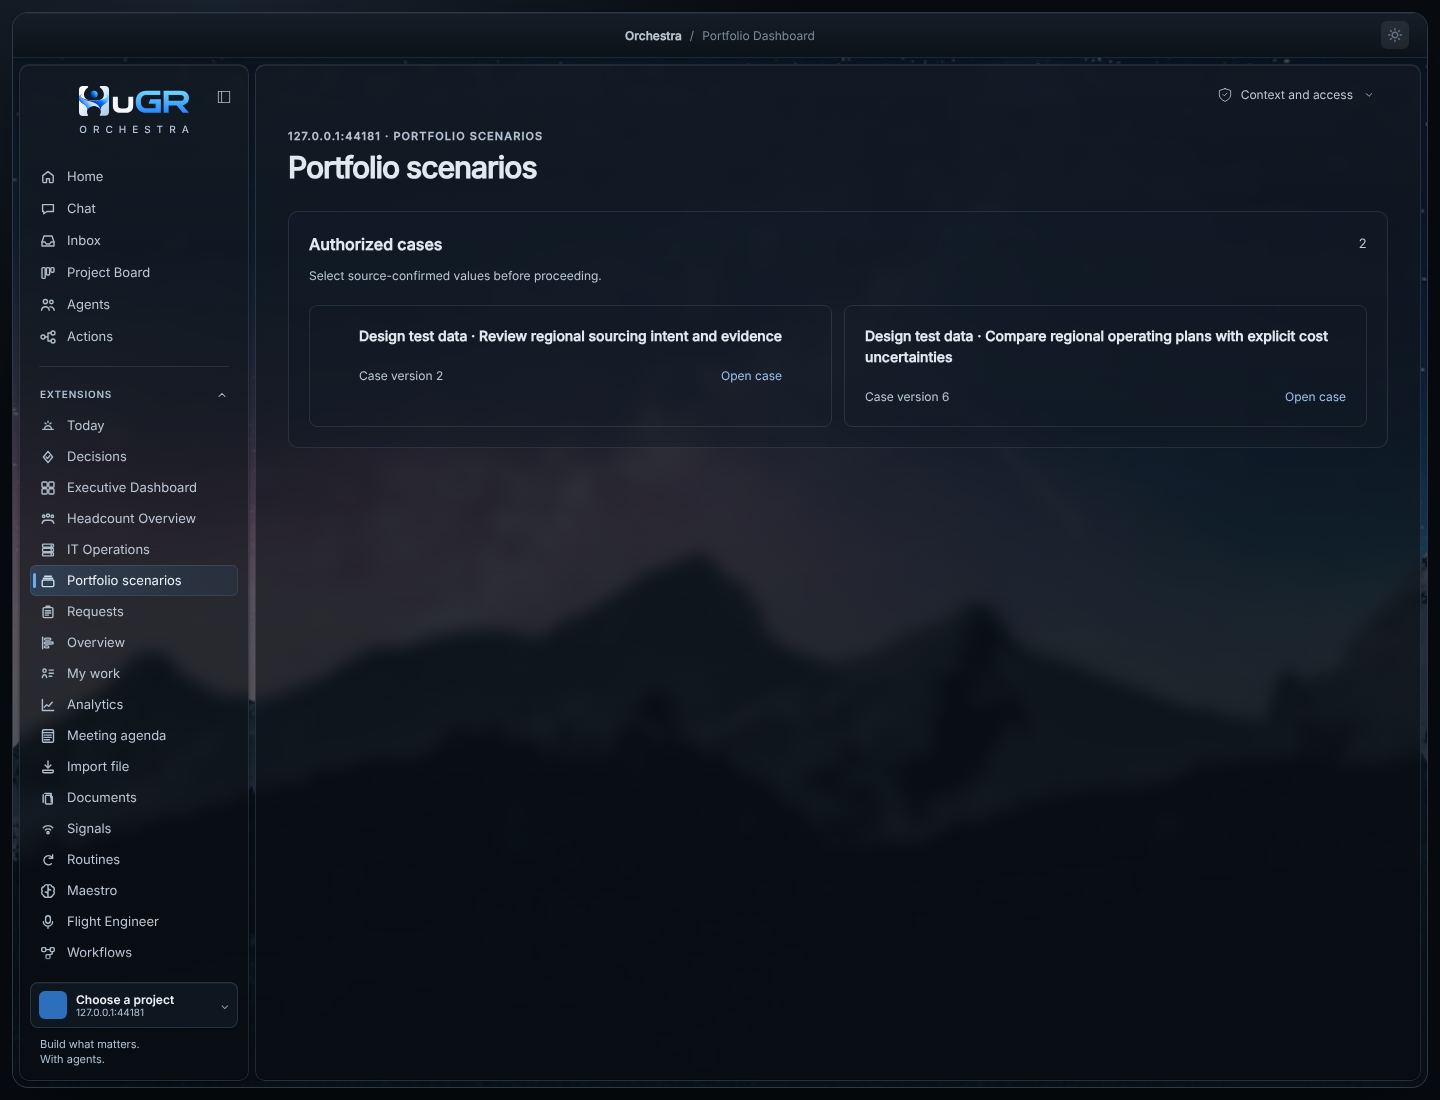 Orchestra / Portfolio Dashboard
HuGR
ORCHESTRA
Context and access
127.0.0.1:44181 · PORTFOLIO SCENARIOS
Portfolio scenarios
Home
Chat
Inbox
Project Board
Agents
Actions
EXTENSIONS
Today
Decisions
Executive Dashboard
Headcount Overview
IT Operations
Portfolio scenarios
Requests
Overview
My work
Analytics
Meeting agenda
Import file
Documents
Signals
Routines
Maestro
Flight Engineer
Workflows
Choose a project
127.0.0.1:44181
Build what matters.
With agents.
Authorized cases
2
Select source-confirmed values before proceeding.
Design test data · Review regional sourcing intent and evidence
Case version 2
Open case
Design test data · Compare regional operating plans with explicit cost
uncertainties
Case version 6
Open case